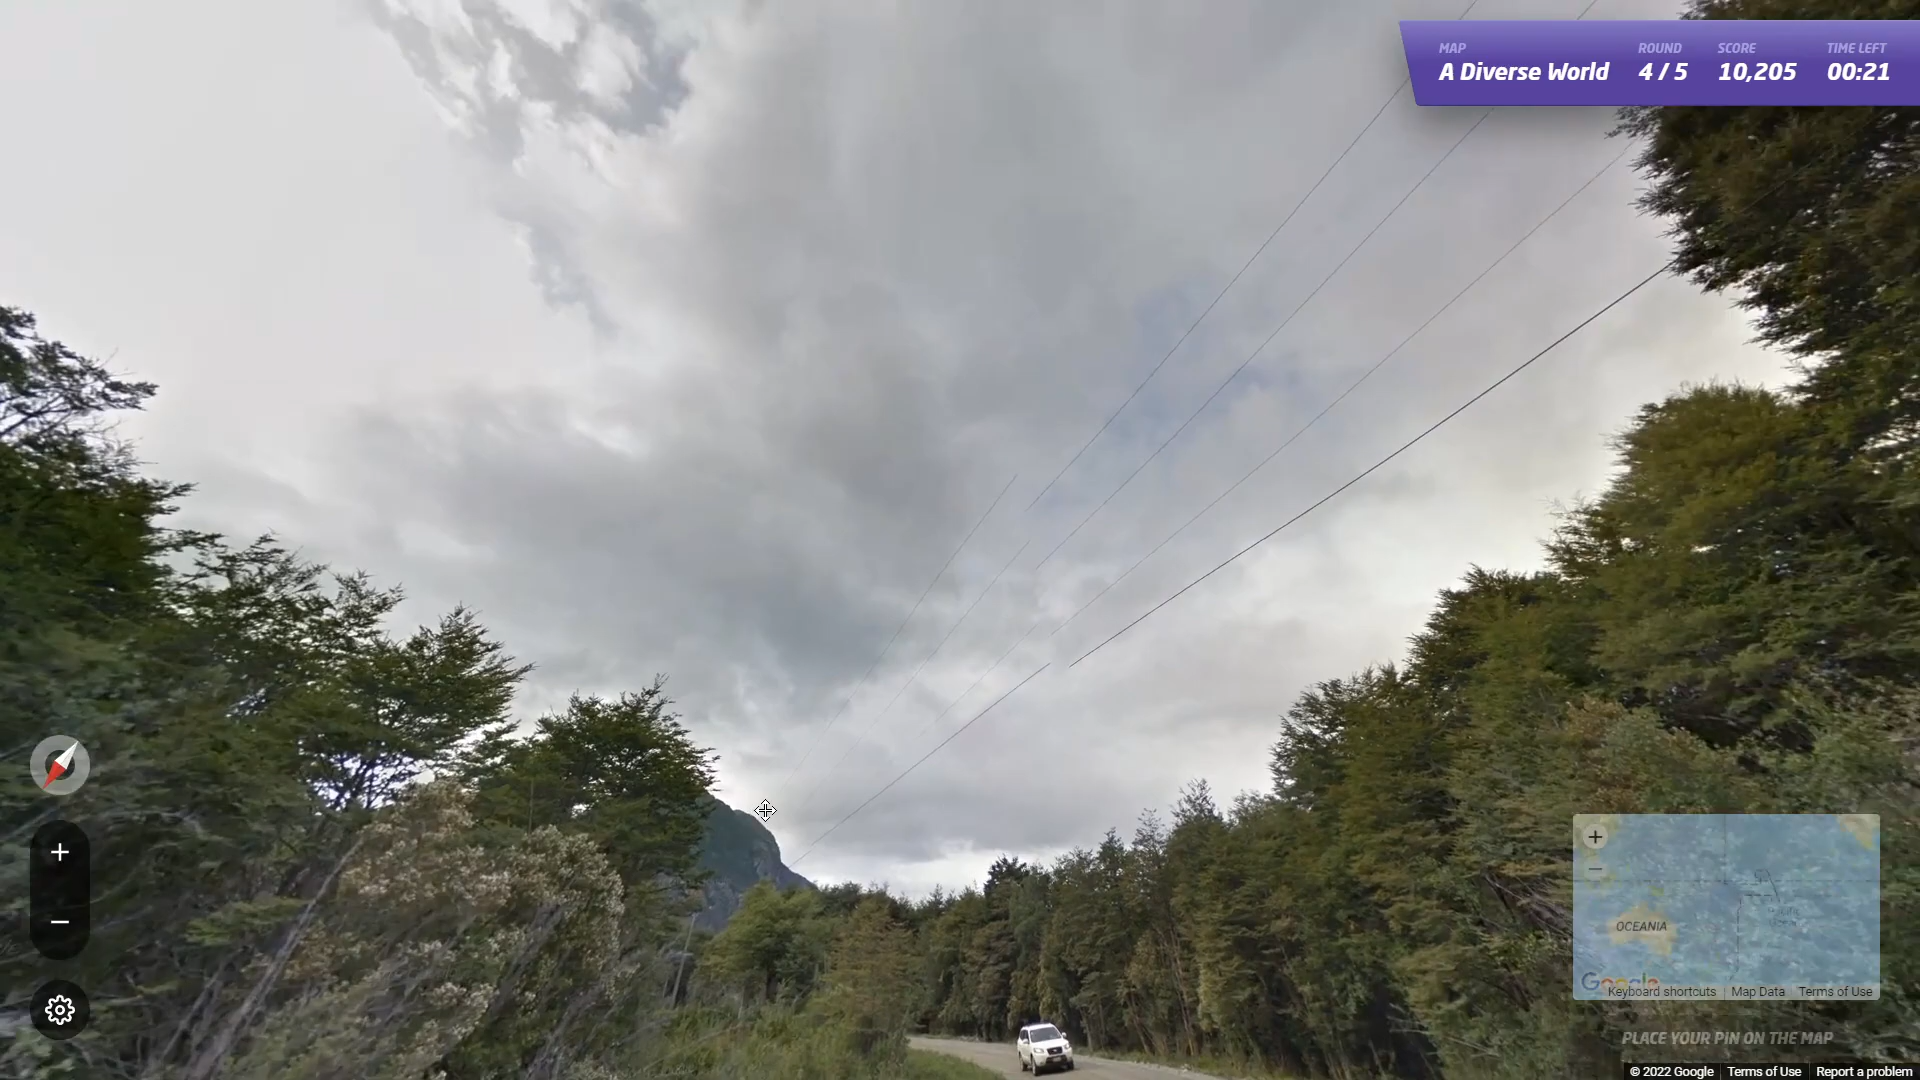 MAP
A Diverse World
ROUND
4 / 5
SCORE
10,205
TIME LEFT
00:21
OCEANIA
Google
Keyboard shortcuts
Map Data
Terms of Use
PLACE YOUR PIN ON THE MAP
© 2022 Google
Terms of Use
Report a problem